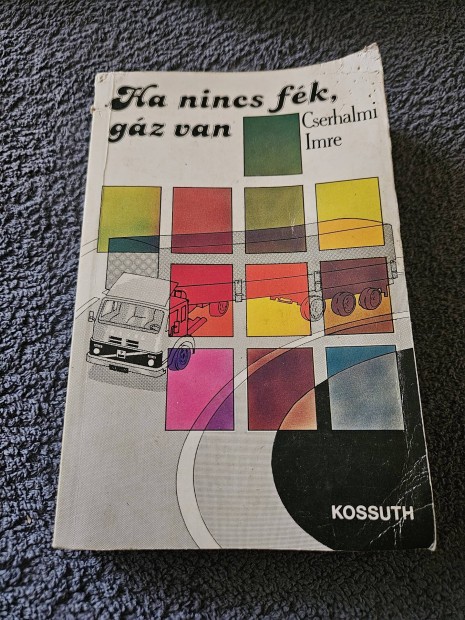 Ha nincs fék,
gáz van
Cserhalmi
Imre
KOSSUTH